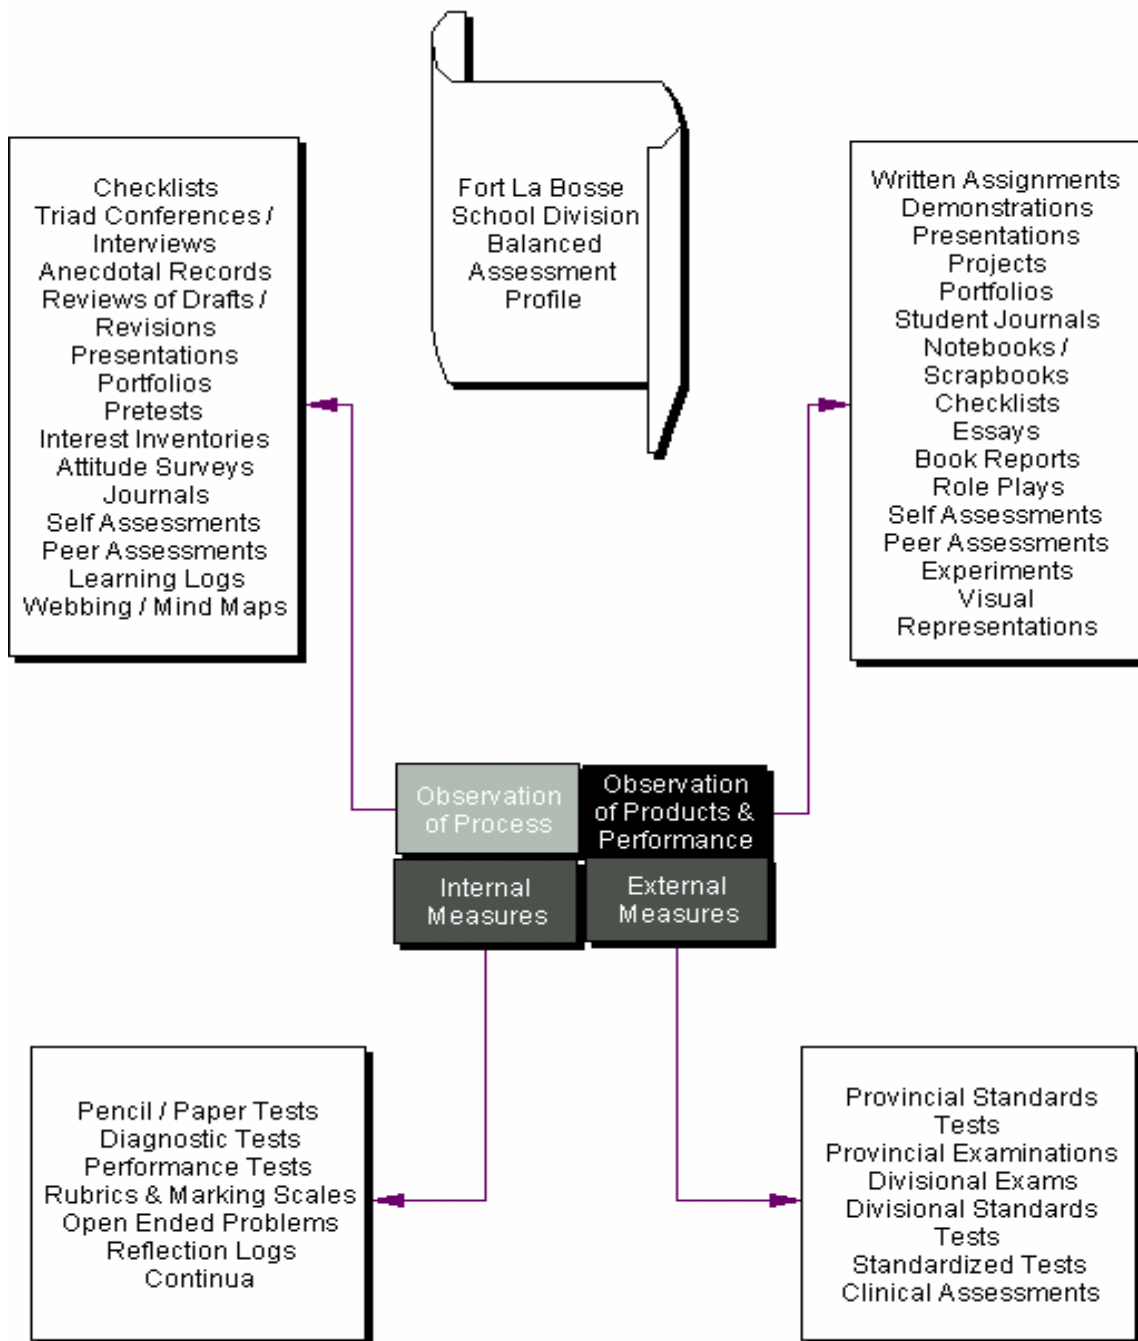 Fort La Bosse
School Division
Balanced
Assessment
Profile
Checklists
Triad Conferences /
Interviews
Anecdotal Records
Reviews of Drafts /
Revisions
Presentations
Portfolios
Pretests
Interest Inventories
Attitude Surveys
Journals
Self Assessments
Peer Assessments
Learning Logs
Webbing / Mind Maps
Written Assignments
Demonstrations
Presentations
Projects
Portfolios
Student Journals
Notebooks /
Scrapbooks
Checklists
Essays
Book Reports
Role Plays
Self Assessments
Peer Assessments
Experiments
Visual
Representations
Observation
of Process
Observation
of Products &
Performance
Internal
Measures
External
Measures
Pencil / Paper Tests
Diagnostic Tests
Performance Tests
Rubrics & Marking Scales
Open Ended Problems
Reflection Logs
Continua
Provincial Standards
Tests
Provincial Examinations
Divisional Exams
Divisional Standards
Tests
Standardized Tests
Clinical Assessments